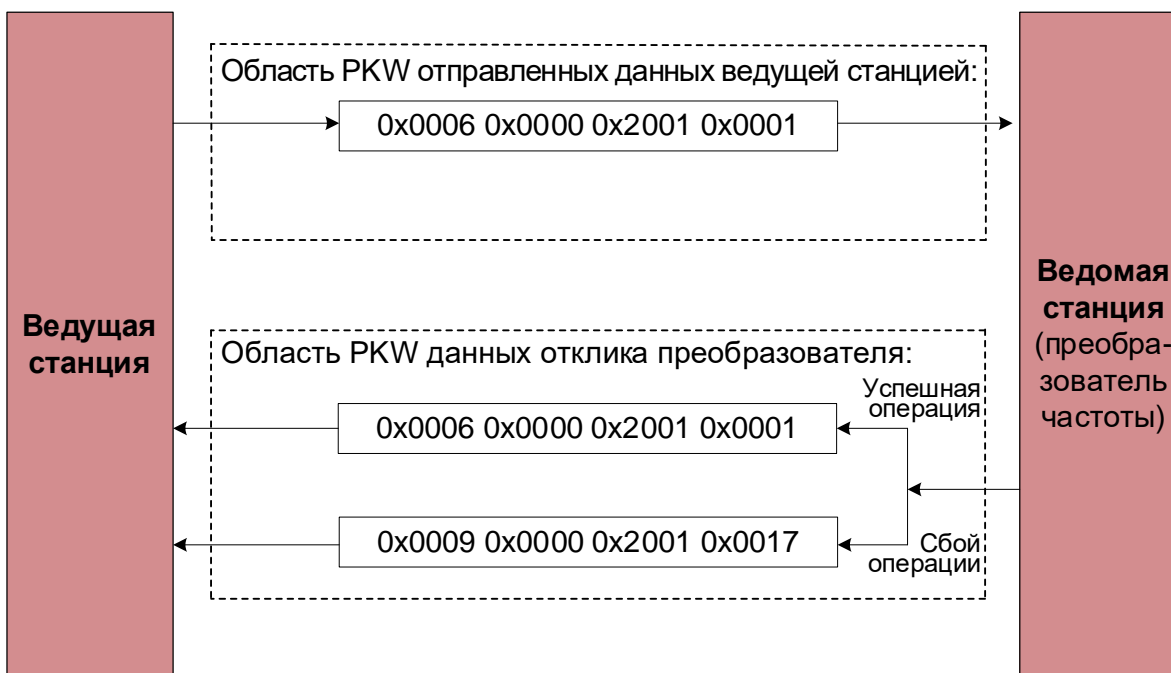 Область PKW отправленных данных ведущей станцией:
0x0006 0x0000 0x2001 0x0001
Ведущая
станция
Ведомая
станция
(преобра-
зователь
частоты)
Область PKW данных отклика преобразователя:
Успешная
операция
0x0006 0x0000 0x2001 0x0001
0x0009 0x0000 0x2001 0x0017
Сбой
операции